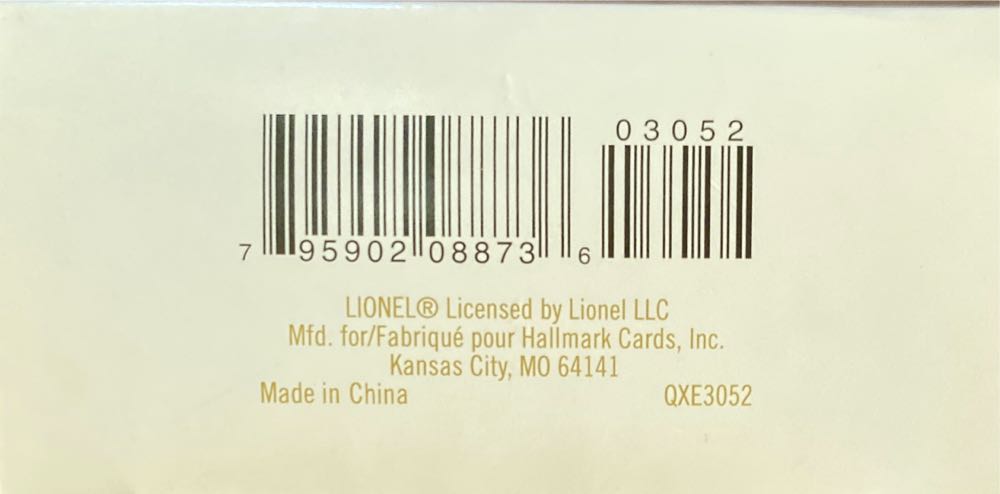 03052
7 95902 08873 6
LIONEL® Licensed by Lionel LLC
Mfd. for/Fabriqué pour Hallmark Cards, Inc.
Kansas City, MO 64141
Made in China QXE3052